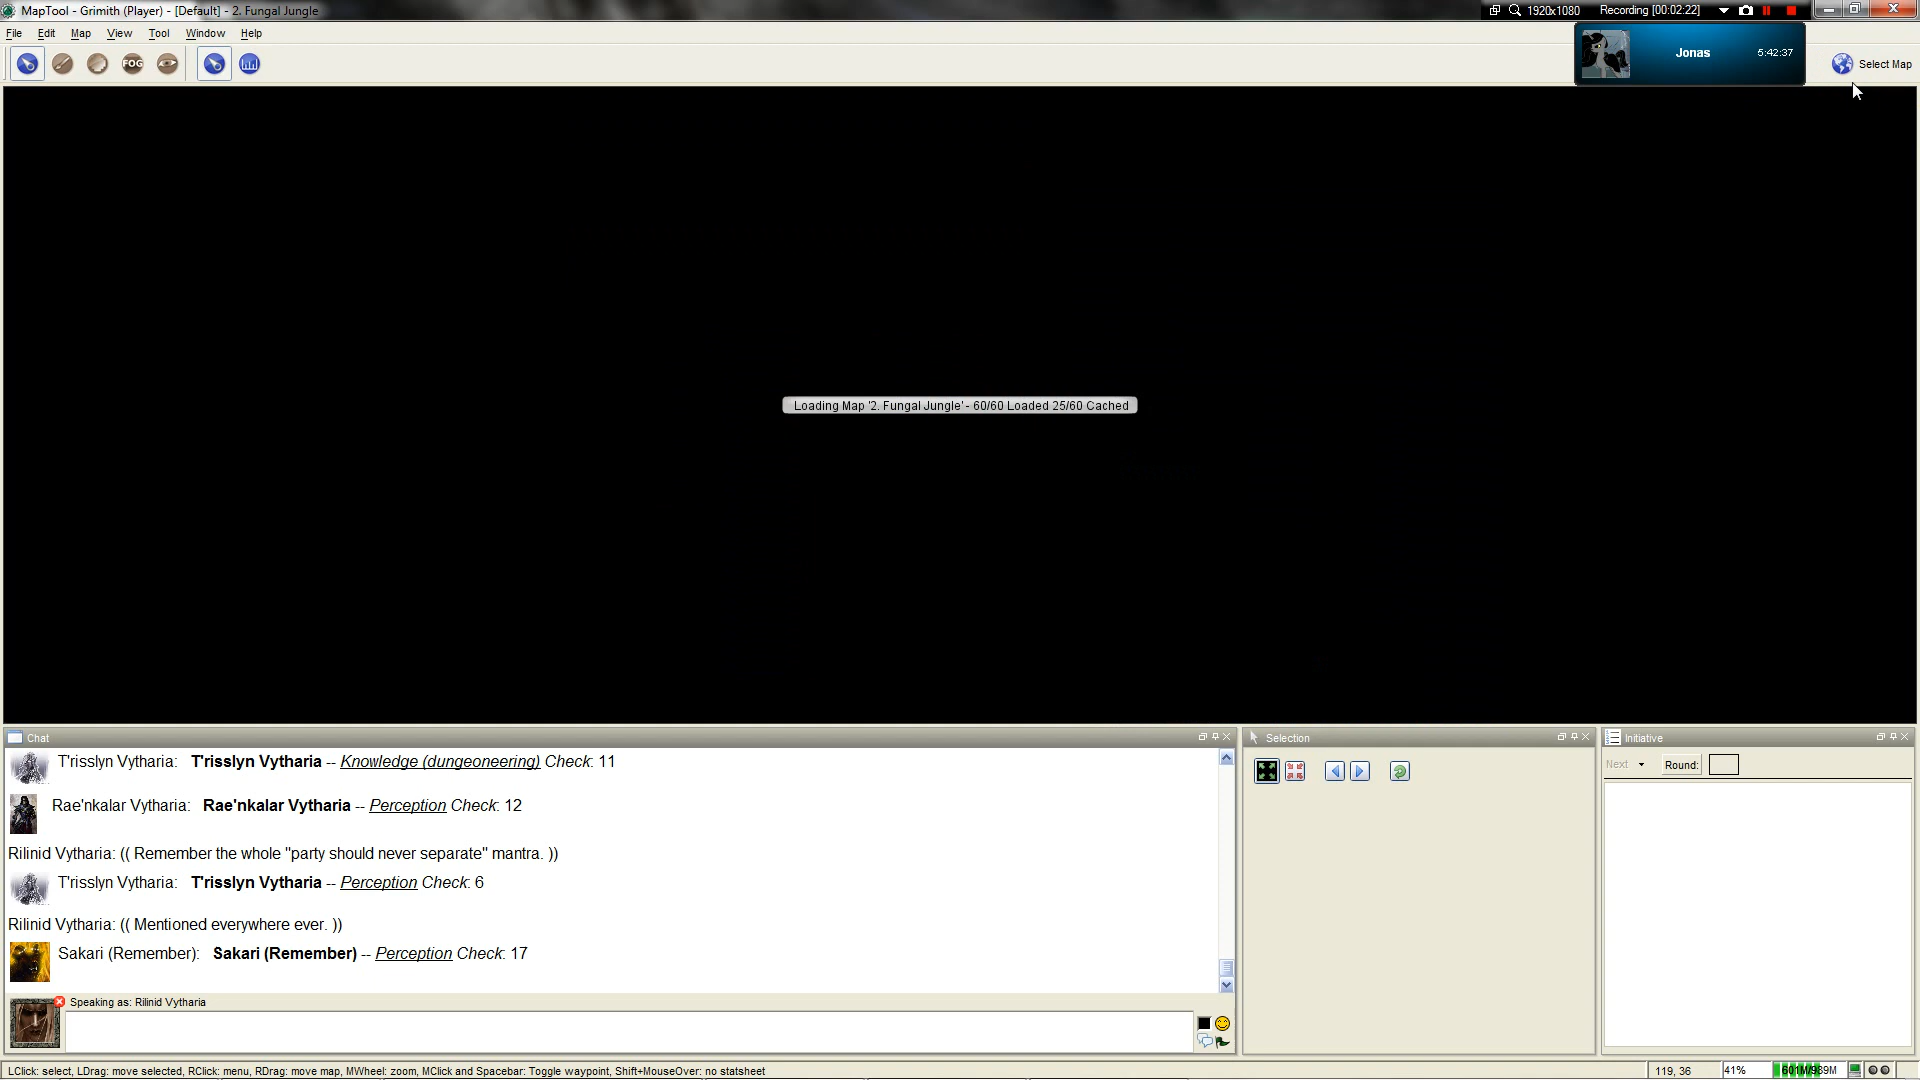 MapTool - Grimith (Player) - [Default] - 2. Fungal Jungle
1920x1080
Recording [00:02:22]
File Edit Map View Tool Window Help
FOG
Jonas
5:42:37
Select Map
Loading Map '2. Fungal Jungle' - 60/60 Loaded 25/60 Cached
Chat
T'risslyn Vytharia: T'risslyn Vytharia -- Knowledge (dungeoneering) Check: 11
Rae'nkalar Vytharia: Rae'nkalar Vytharia -- Perception Check: 12
Rilinid Vytharia: (( Remember the whole "party should never separate" mantra. ))
T'risslyn Vytharia: T'risslyn Vytharia -- Perception Check: 6
Rilinid Vytharia: (( Mentioned everywhere ever. ))
Sakari (Remember): Sakari (Remember) -- Perception Check: 17
Speaking as: Rilinid Vytharia
Selection
Initiative
Next
Round:
LClick: select, LDrag: move selected, RClick: menu, RDrag: move map, MWheel: zoom, MClick and Spacebar: Toggle waypoint, Shift+MouseOver: no statsheet
119, 36
41%
601M/989M